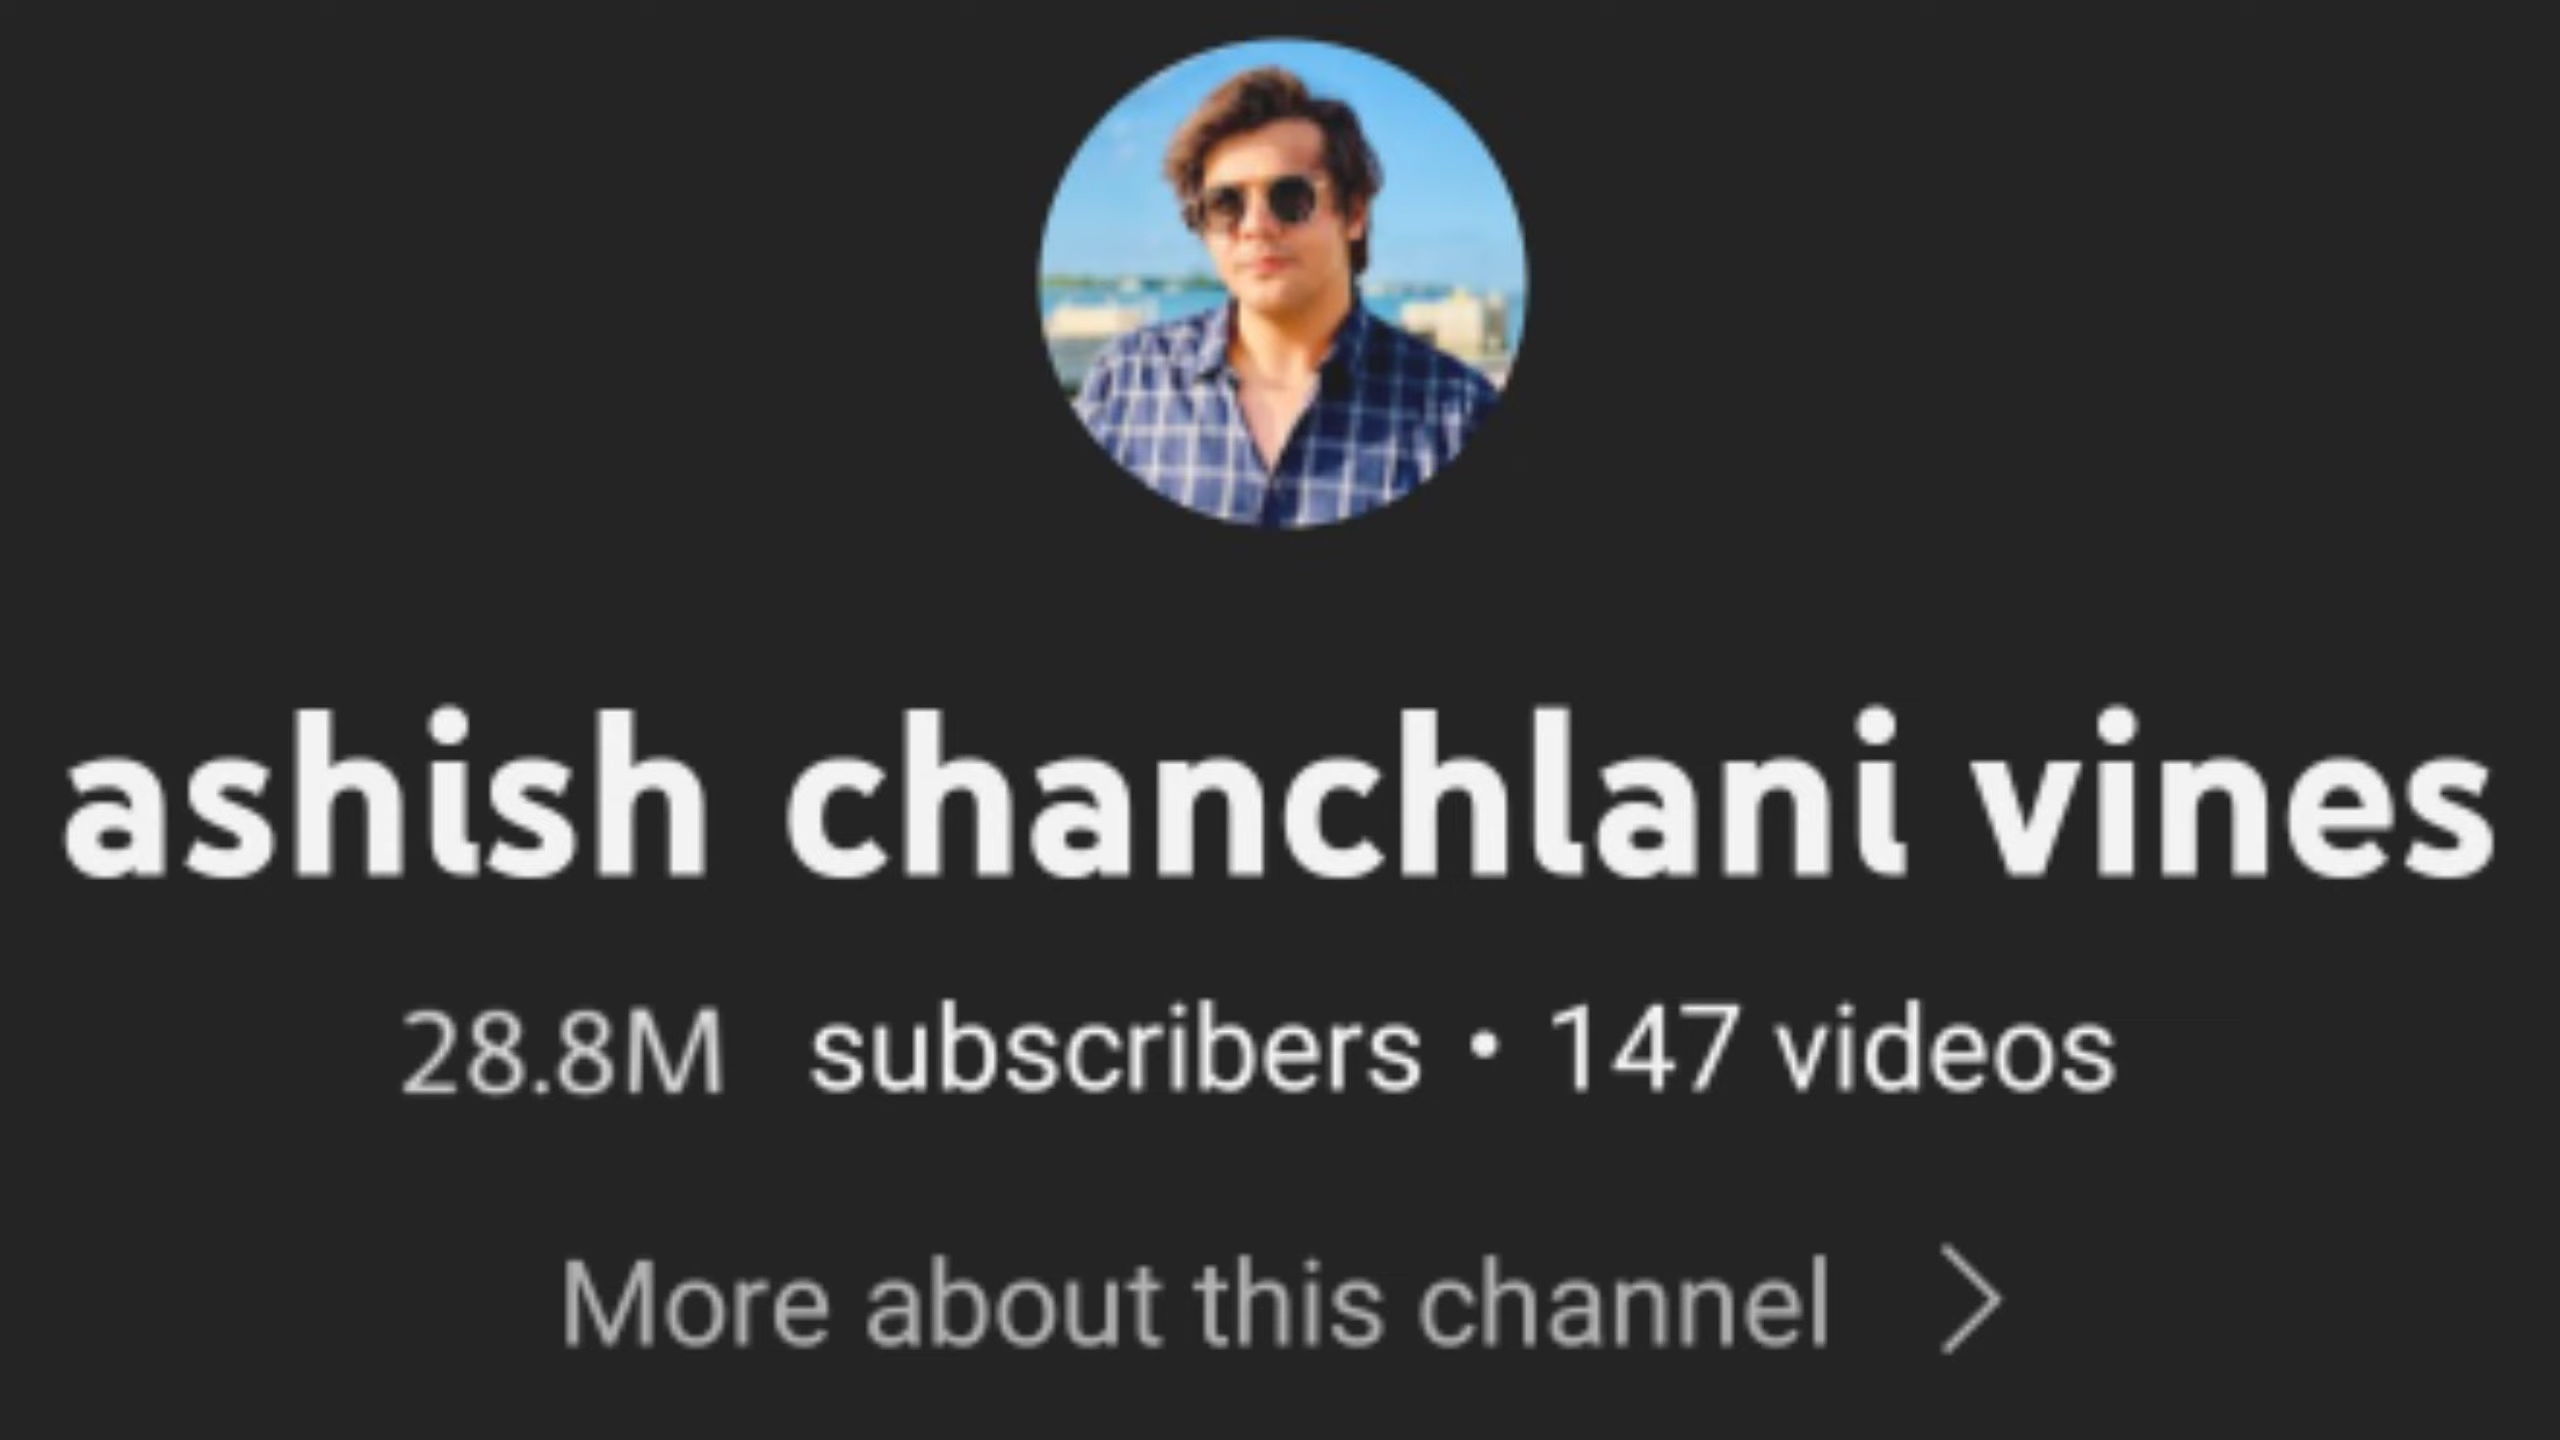 ashish chanchlani vines
28.8M subscribers • 147 videos
More about this channel >